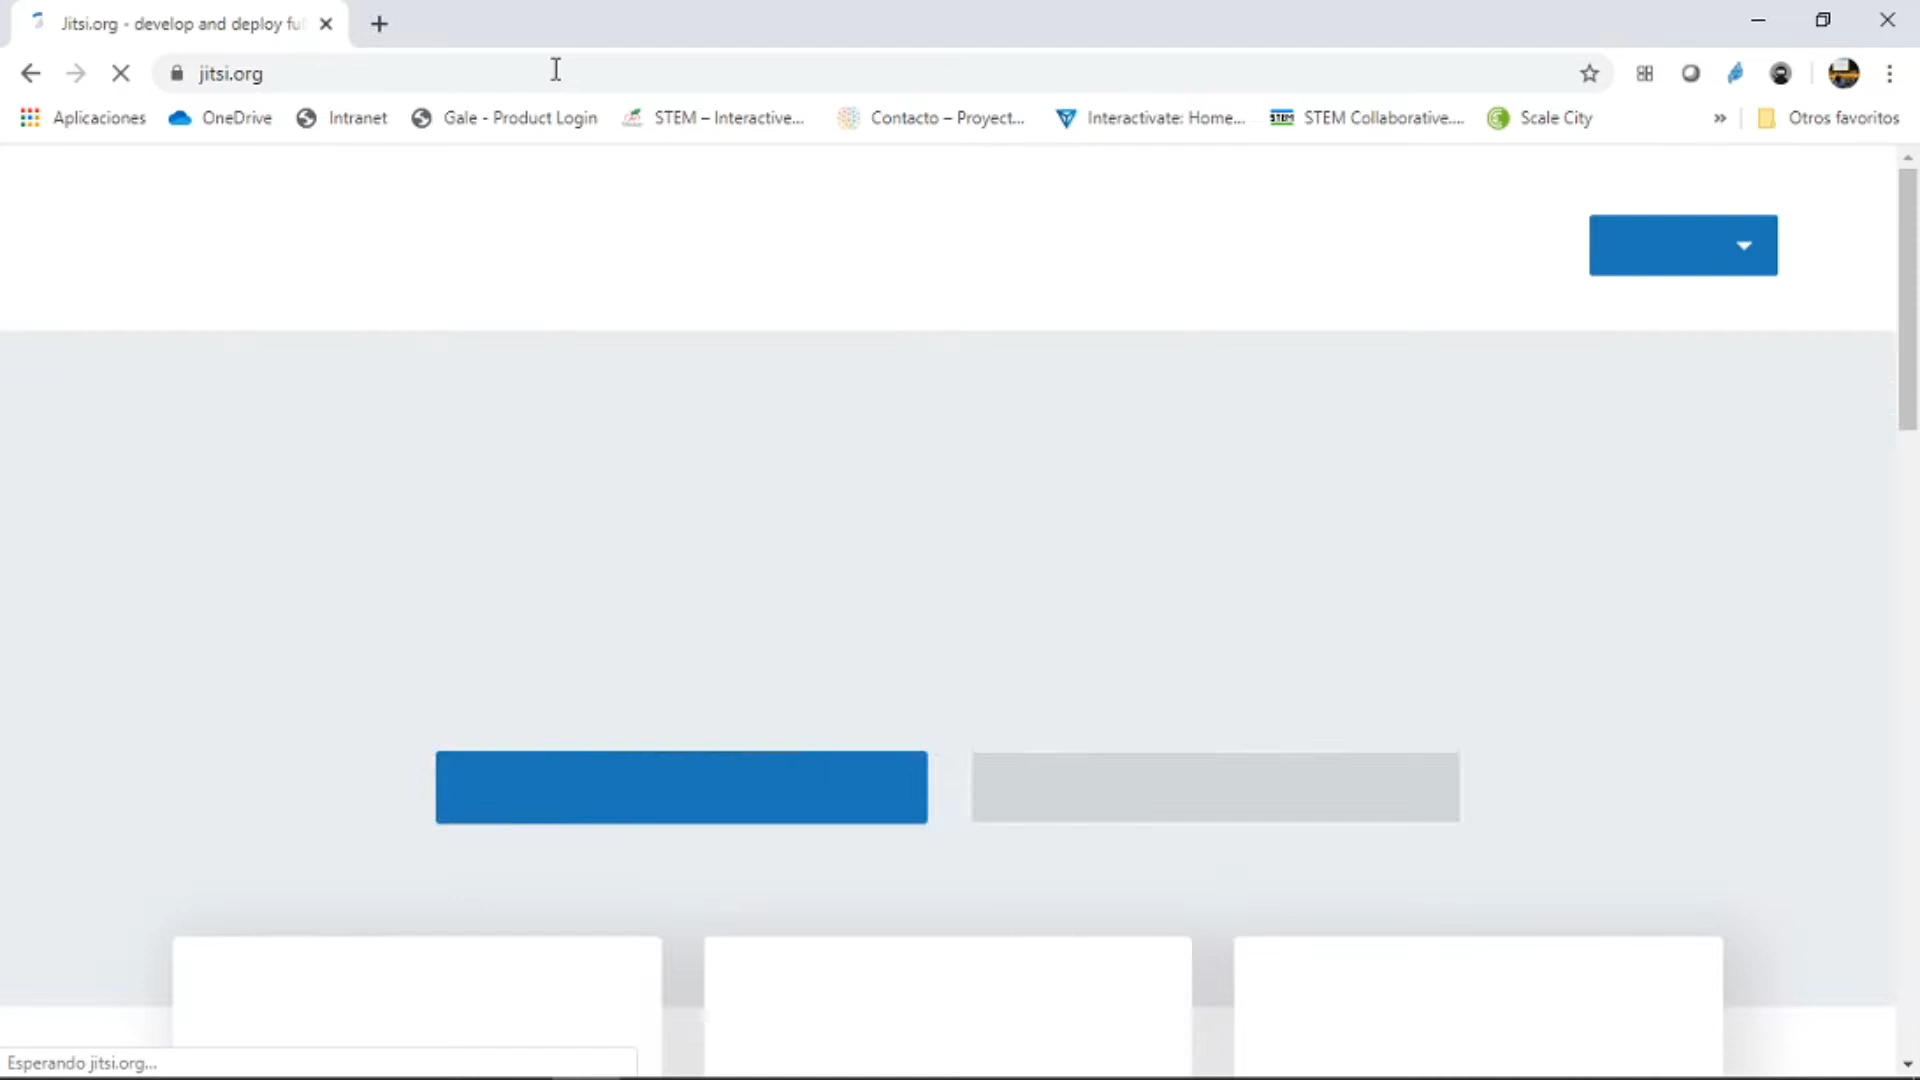 Jitsi.org - develop and deploy fu
jitsi.org
Aplicaciones OneDrive Intranet Gale - Product Login STEM – Interactive... Contacto – Proyect... Interactivate: Home... STEM STEM Collaborative.... Scale City » Otros favoritos
Esperando jitsi.org...